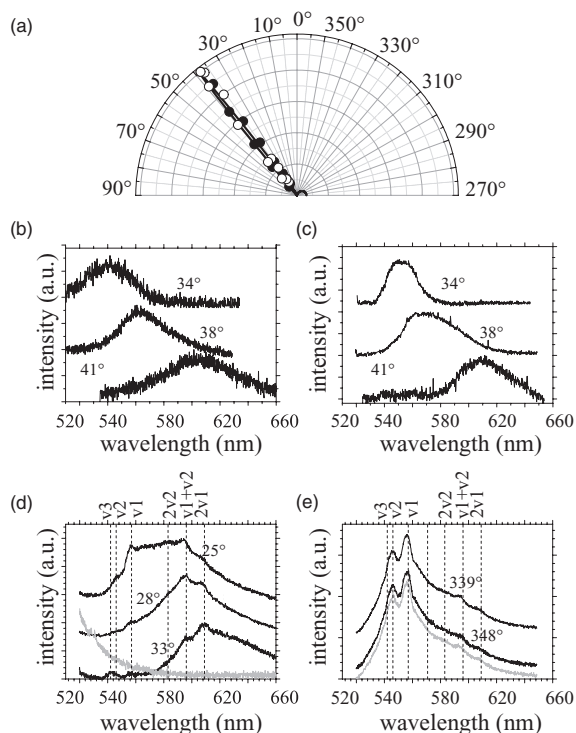 (a)
10° 0° 350°
30° 330°
50° 310°
70° 290°
90° 270°
(b) (c)
intensity (a.u.)
34°
38°
41°
520 540 560 580 600 620 640 660
wavelength (nm)
intensity (a.u.)
34°
38°
41°
520 540 560 580 600 620 640 660
wavelength (nm)
(d) (e)
v3 v2 v1 2v2 v1+v2 2v1
intensity (a.u.)
25°
28°
33°
520 540 560 580 600 620 640 660
wavelength (nm)
v3 v2 v1 2v2 v1+v2 2v1
intensity (a.u.)
339°
348°
520 540 560 580 600 620 640 660
wavelength (nm)